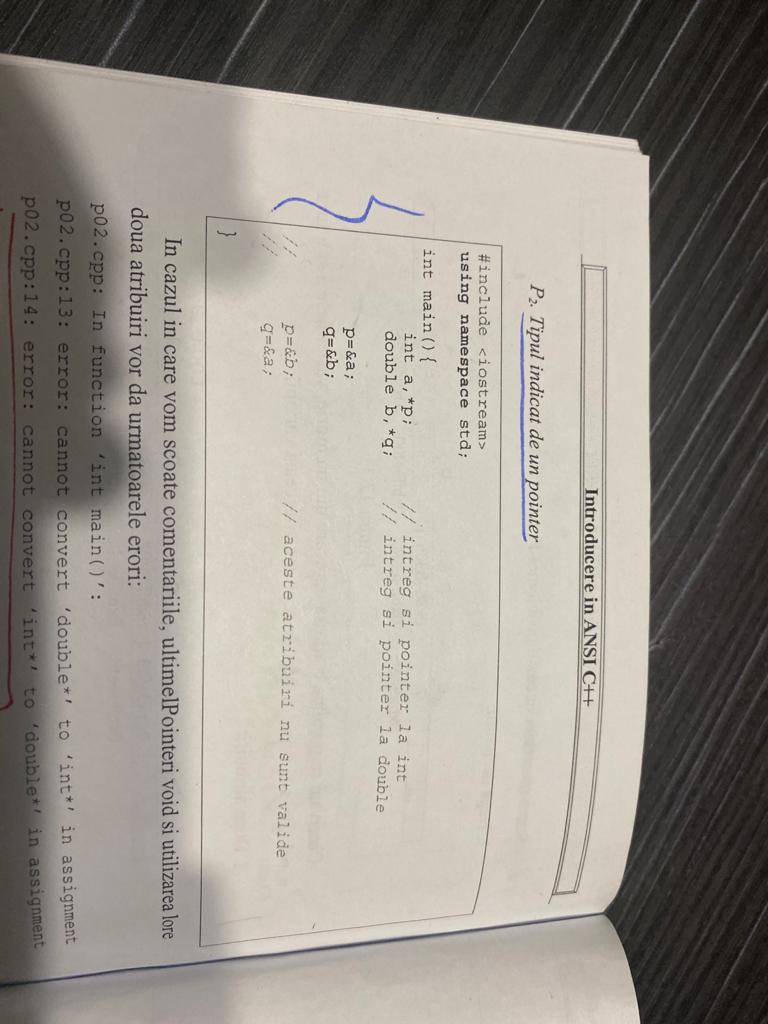 Introducere in ANSI C++
P2. Tipul indicat de un pointer
#include <iostream>
using namespace std;
int main(){
int a,*p; // intreg si pointer la int
double b,*q; // intreg si pointer la double
p=&a;
q=&b;
// p=&b; // aceste atribuiri nu sunt valide
// q=&a;
}
In cazul in care vom scoate comentariile, ultimelPointeri void si utilizarea lore
doua atribuiri vor da urmatoarele erori:
p02.cpp: In function ‘int main()’:
p02.cpp:13: error: cannot convert ‘double*’ to ‘int*’ in assignment
p02.cpp:14: error: cannot convert ‘int*’ to ‘double*’ in assignment